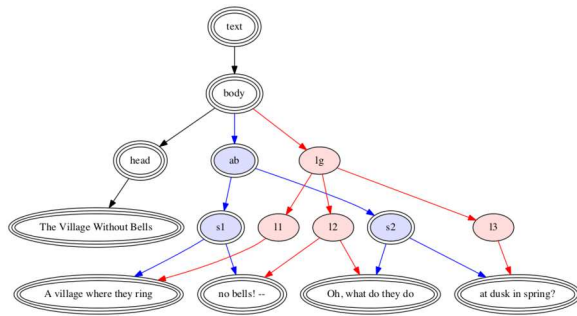 text
body
head ab lg
The Village Without Bells s1 l1 l2 s2 l3
A village where they ring no bells! -- Oh, what do they do at dusk in spring?